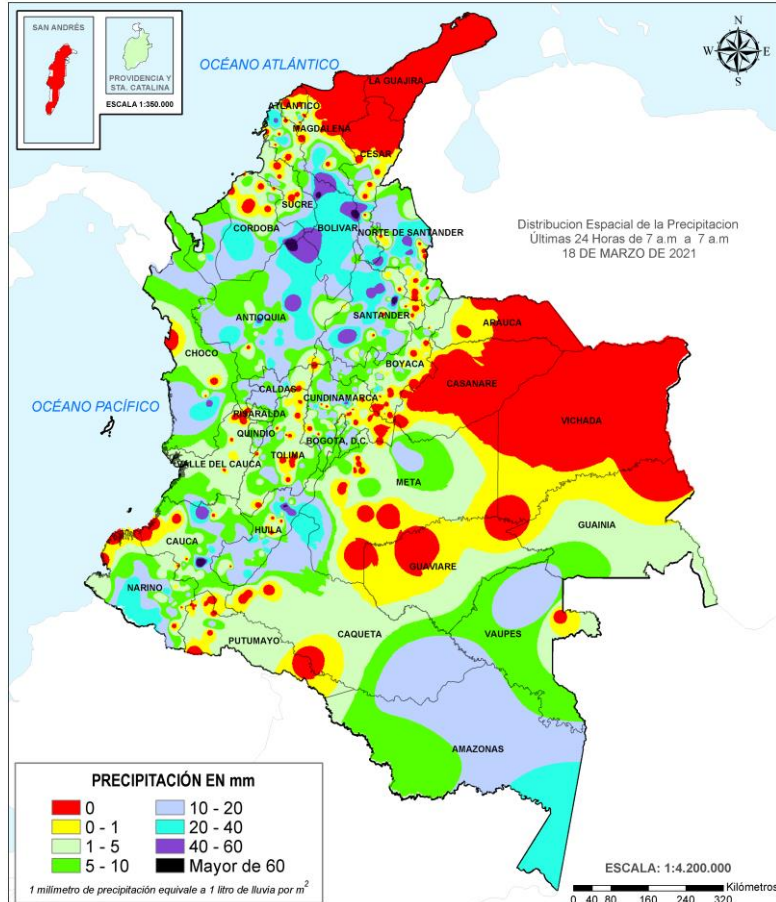 SAN ANDRÉS
PROVIDENCIA Y
STA. CATALINA
ESCALA 1:350.000
OCÉANO ATLÁNTICO
N
W
E
S
LA GUAJIRA
ATLANTICO
MAGDALENA
CESAR
SUCRE
CORDOBA
BOLIVAR
NORTE DE SANTANDER
Distribucion Espacial de la Precipitacion
Últimas 24 Horas de 7 a.m a 7 a.m
18 DE MARZO DE 2021
ANTIOQUIA
SANTANDER
ARAUCA
CHOCO
BOYACA
CASANARE
OCÉANO PACÍFICO
CALDAS
CUNDINAMARCA
RISARALDA
VICHADA
QUINDIO
BOGOTA, D.C.
TOLIMA
VALLE DEL CAUCA
META
GUAINIA
HUILA
CAUCA
GUAVIARE
NARINO
CAQUETA
VAUPES
PUTUMAYO
AMAZONAS
PRECIPITACIÓN EN mm
0
10 - 20
0 - 1
20 - 40
1 - 5
40 - 60
5 - 10
Mayor de 60
1 milímetro de precipitación equivale a 1 litro de lluvia por m2
ESCALA: 1:4.200.000
Kilómetros
0 40 80 160 240 320